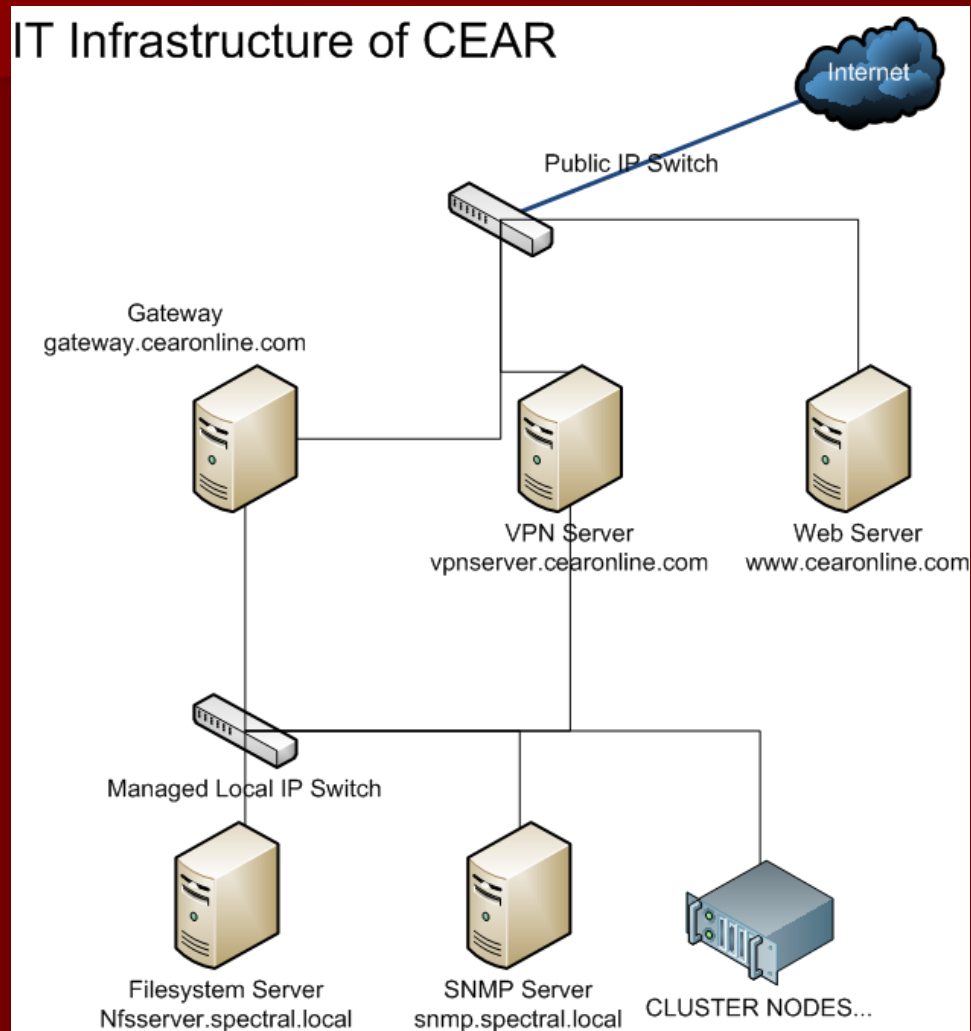 IT Infrastructure of CEAR
Internet
Public IP Switch
Gateway
gateway.cearonline.com
VPN Server
vpnserver.cearonline.com
Web Server
www.cearonline.com
Managed Local IP Switch
Filesystem Server
Nfsserver.spectral.local
SNMP Server
snmp.spectral.local
CLUSTER NODES...